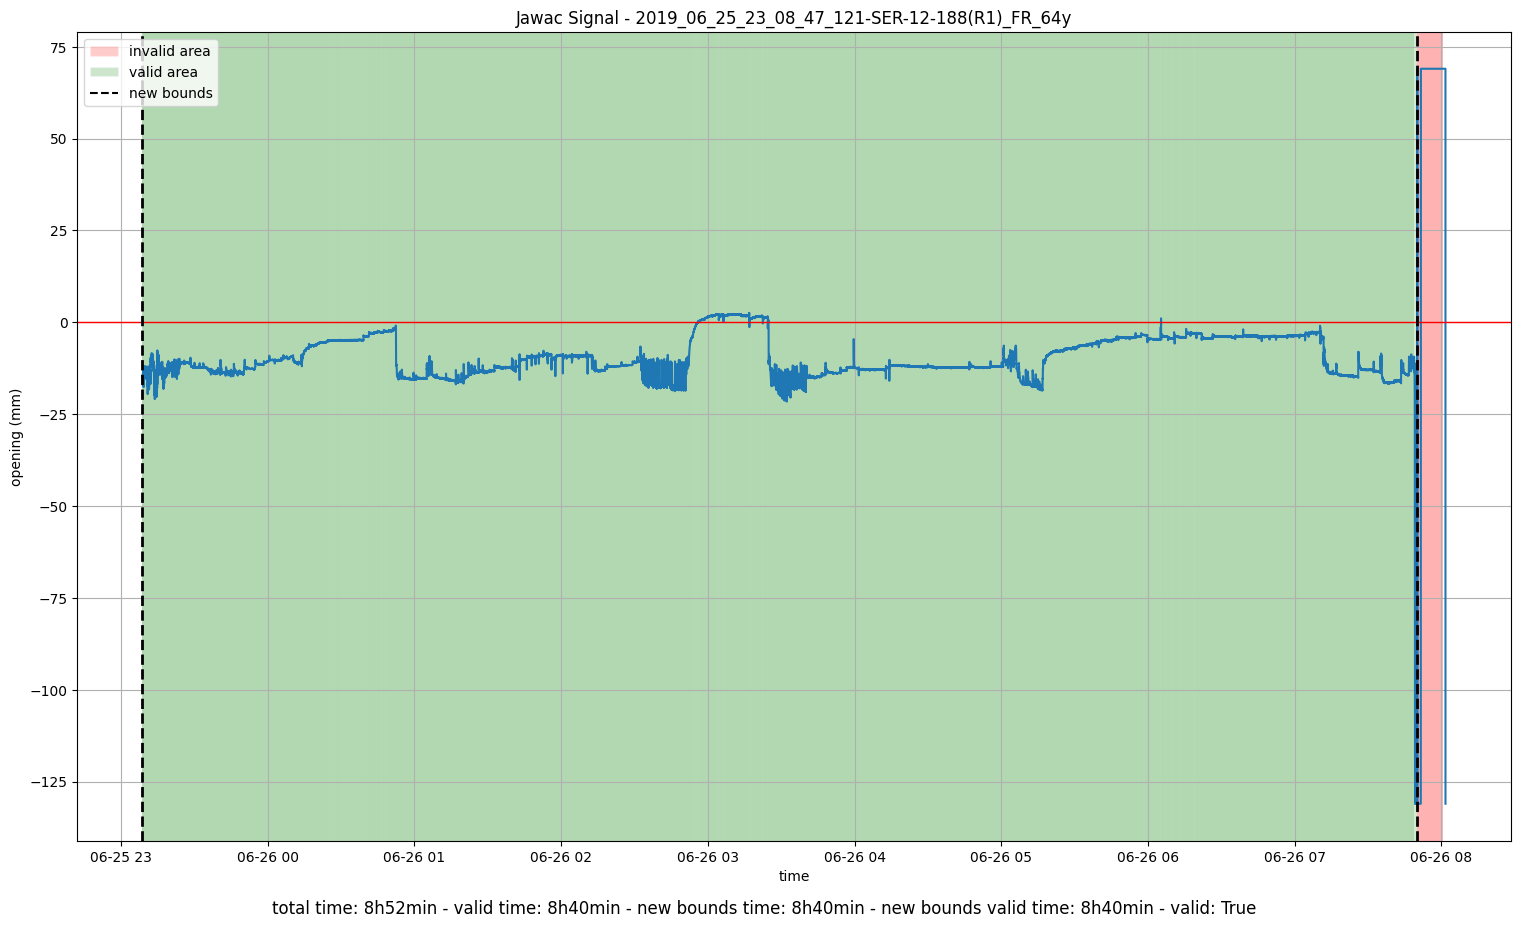 Jawac Signal - 2019_06_25_23_08_47_121-SER-12-188(R1)_FR_64y
invalid area
valid area
new bounds
75
50
25
0
−25
−50
−75
−100
−125
opening (mm)
06-25 23 06-26 00 06-26 01 06-26 02 06-26 03 06-26 04 06-26 05 06-26 06 06-26 07 06-26 08
time
total time: 8h52min - valid time: 8h40min - new bounds time: 8h40min - new bounds valid time: 8h40min - valid: True